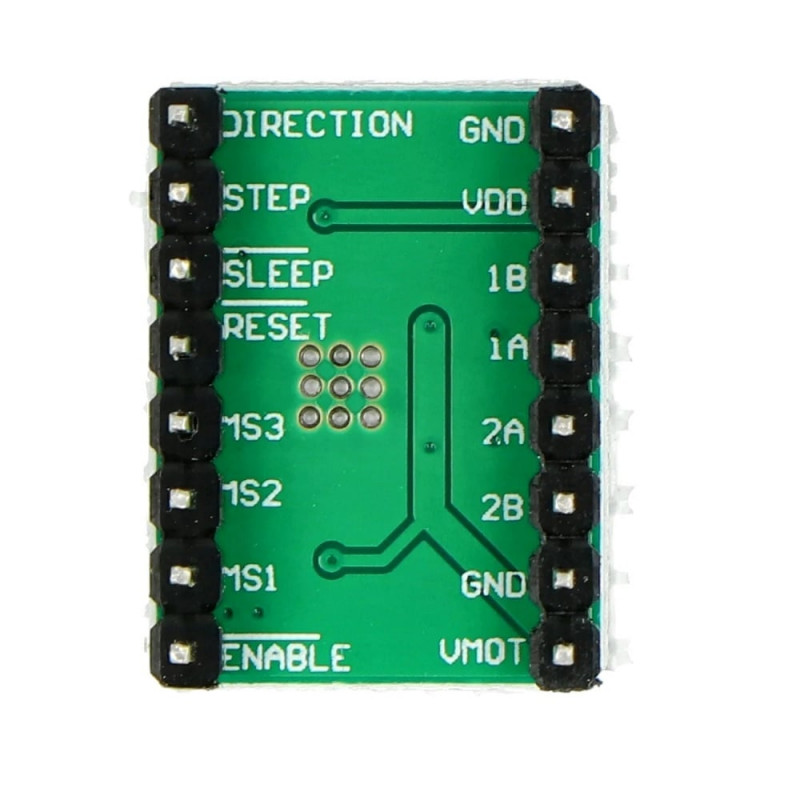 DIRECTION
GND
STEP
VDD
SLEEP
1B
RESET
1A
MS3
2A
MS2
2B
MS1
GND
ENABLE
VMOT